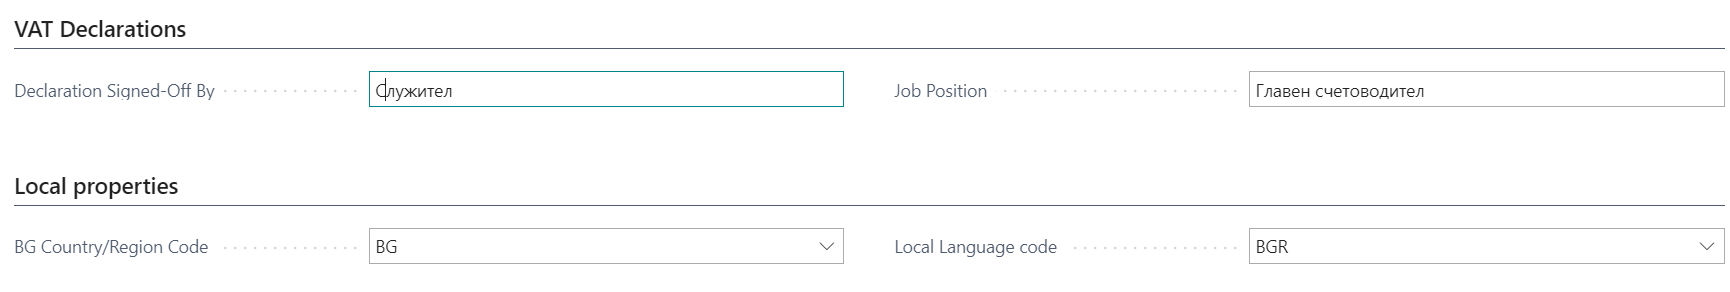 VAT Declarations
Declaration Signed-Off By Служител Job Position Главен счетоводител
Local properties
BG Country/Region Code BG Local Language code BGR